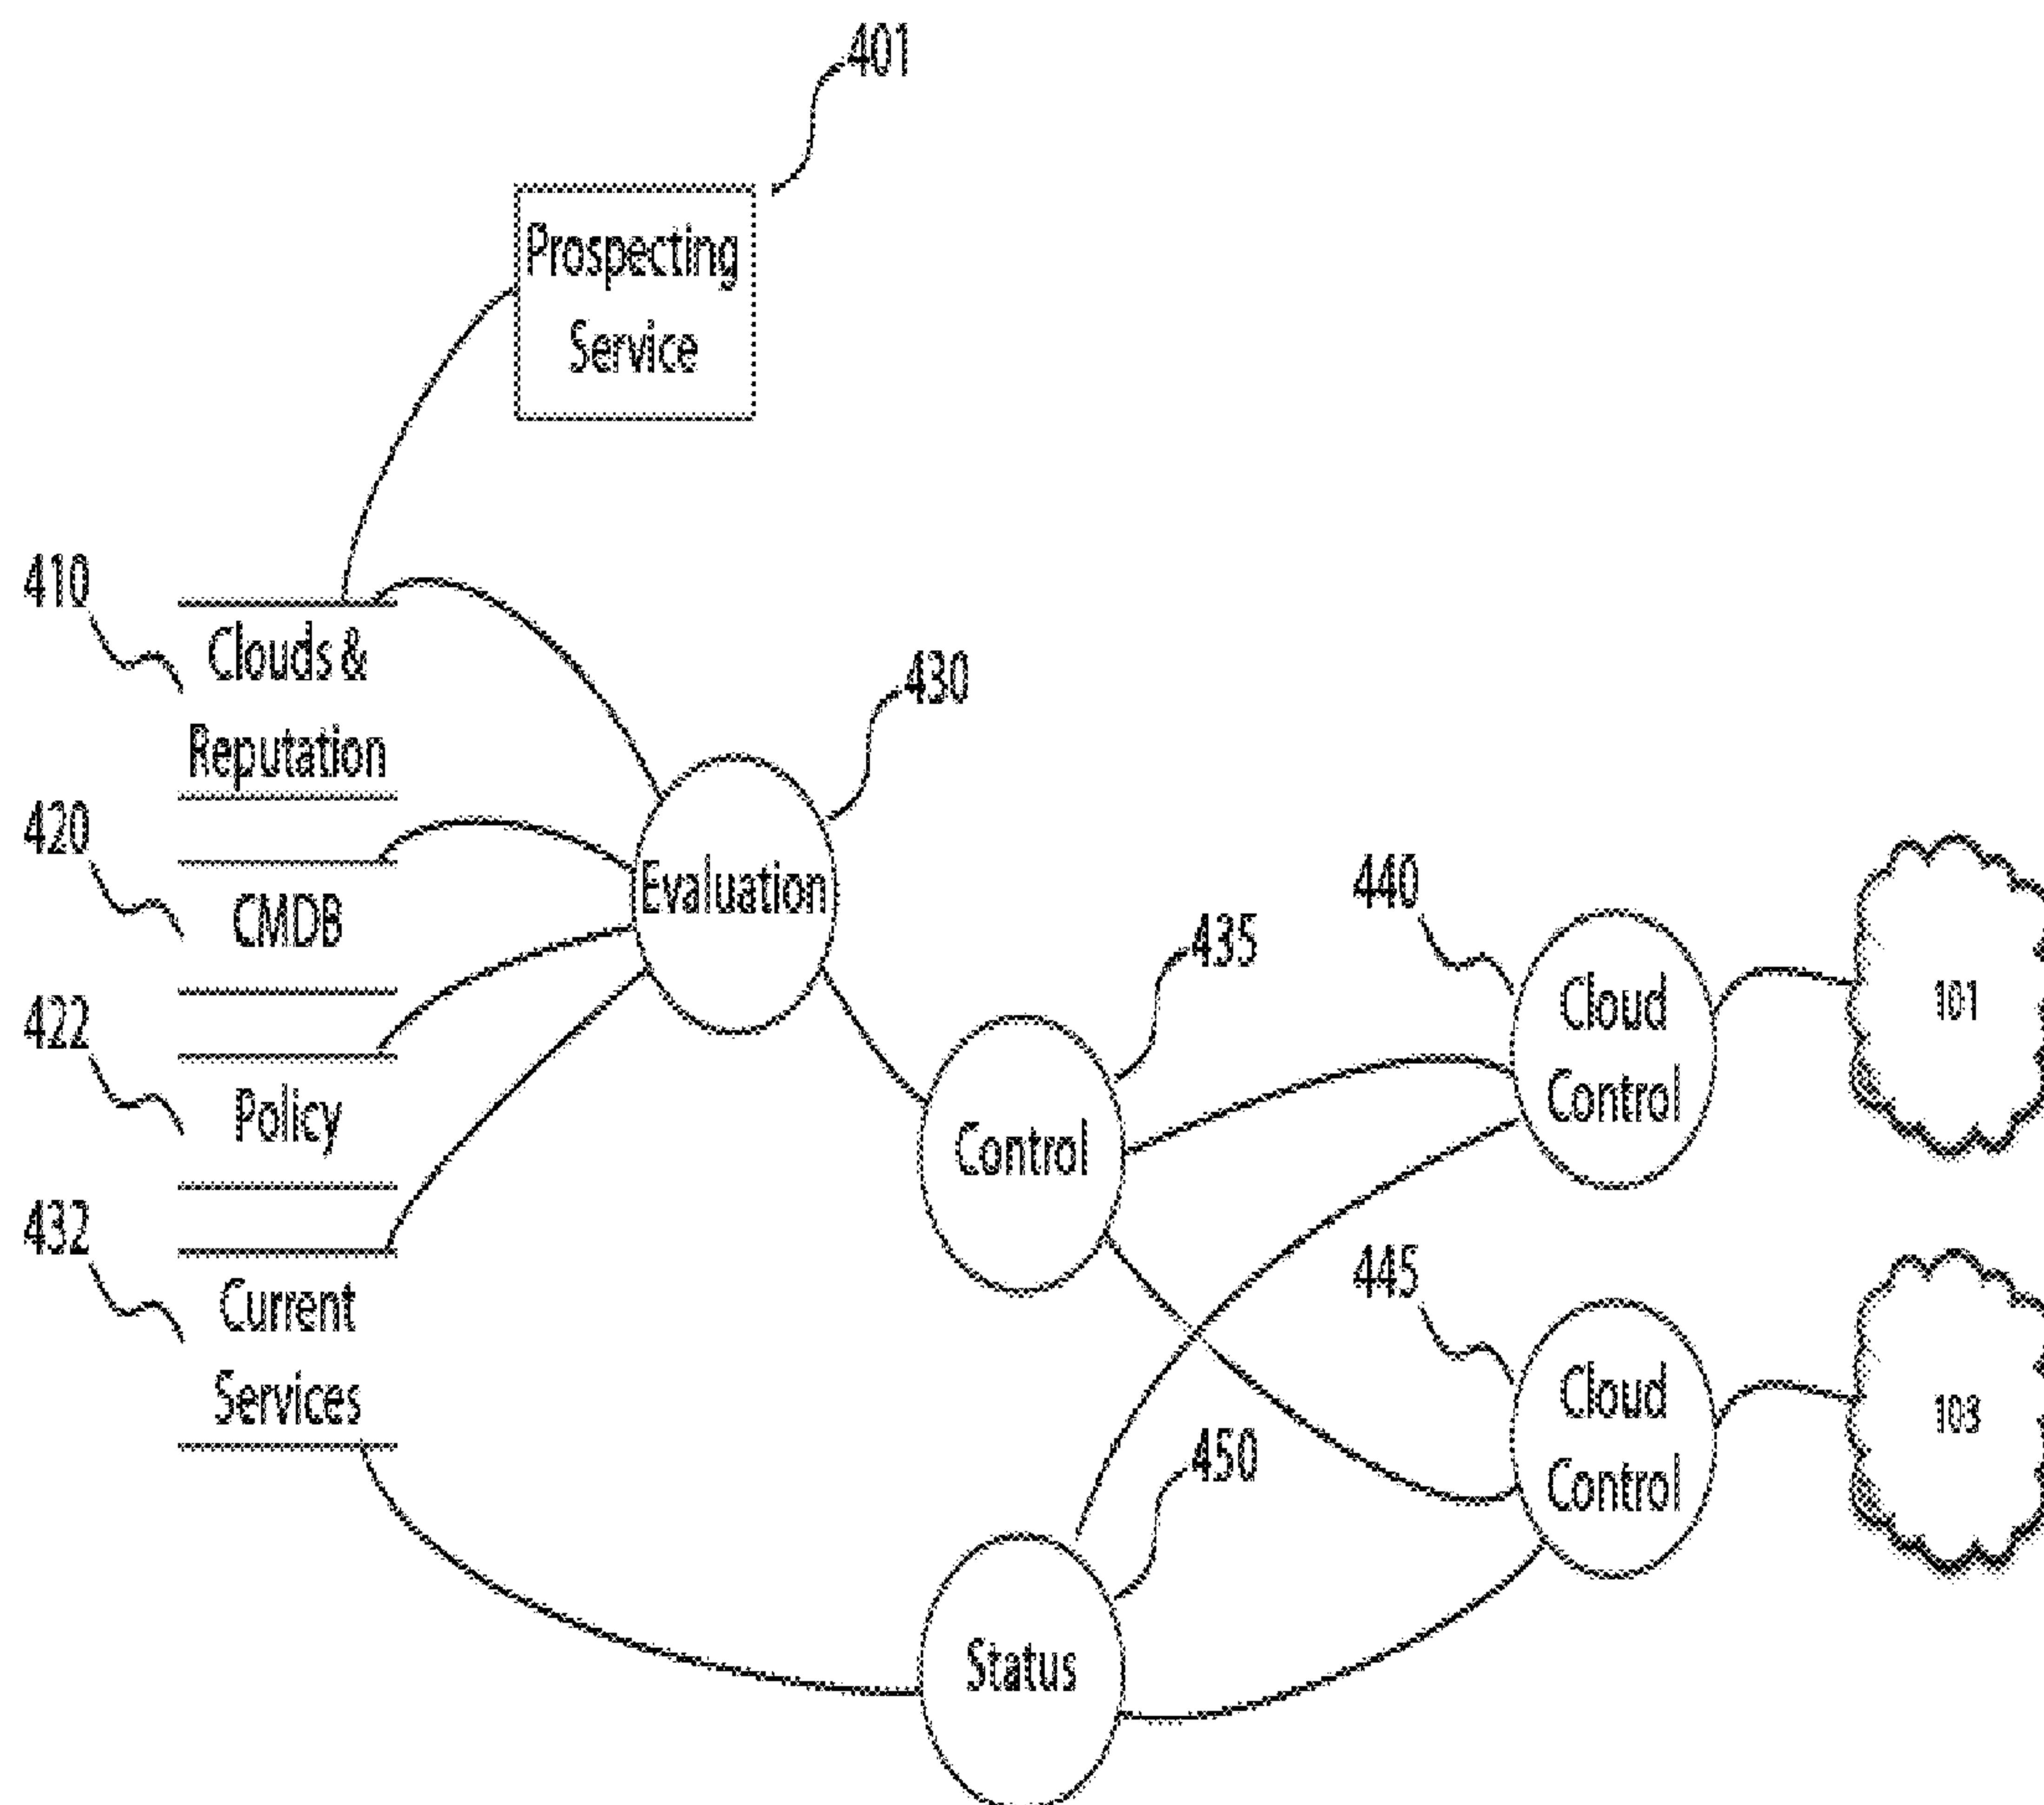 401
Prospecting
Service
410
Clouds &
Reputation
430
420
Evaluation
CMDB
440
435
101
Cloud
Control
422
Policy
Control
432
Current
Services
445
Cloud
Control
103
450
Status